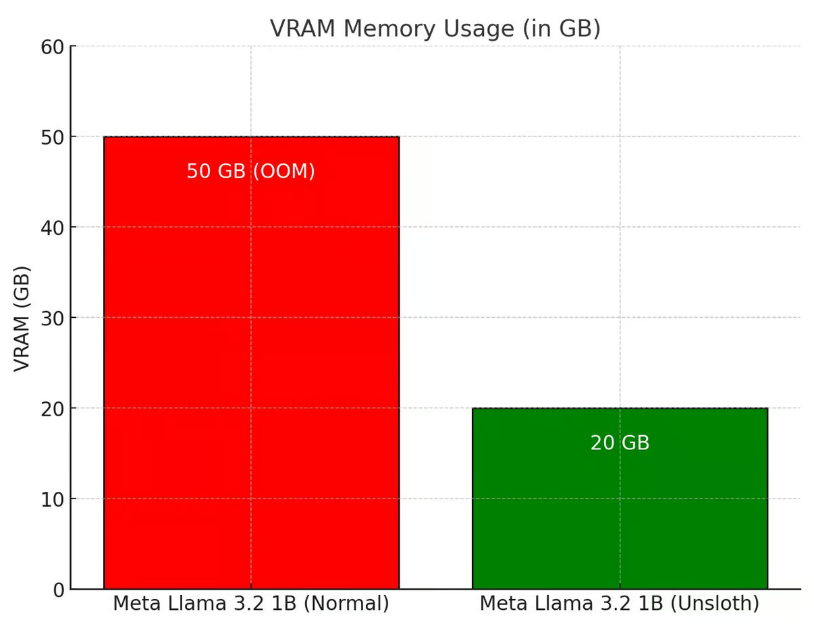 VRAM Memory Usage (in GB)
60
50
50 GB (OOM)
40
VRAM (GB)
30
20
20 GB
10
0
Meta Llama 3.2 1B (Normal)
Meta Llama 3.2 1B (Unsloth)